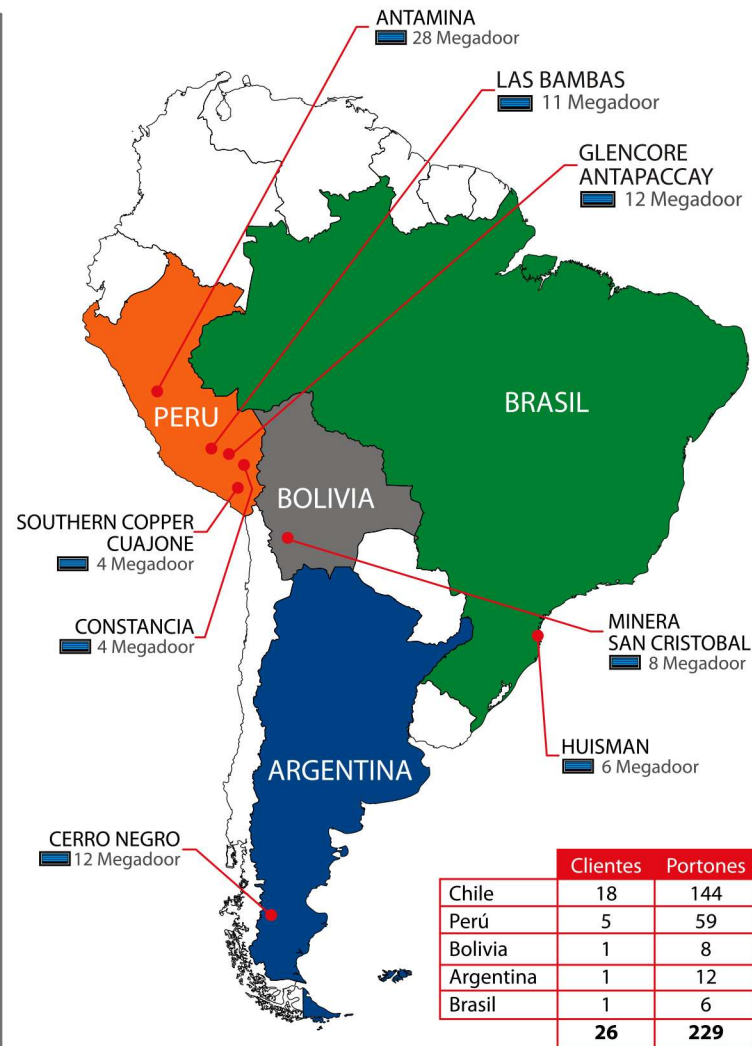 ANTAMINA
28 Megadoor
LAS BAMBAS
11 Megadoor
GLENCORE
ANTAPACCAY
12 Megadoor
PERU
BRASIL
BOLIVIA
SOUTHERN COPPER
CUAJONE
4 Megadoor
CONSTANCIA
4 Megadoor
MINERA
SAN CRISTOBAL
8 Megadoor
HUISMAN
6 Megadoor
ARGENTINA
CERRO NEGRO
12 Megadoor
Clientes Portones
Chile 18 144
Perú 5 59
Bolivia 1 8
Argentina 1 12
Brasil 1 6
26 229